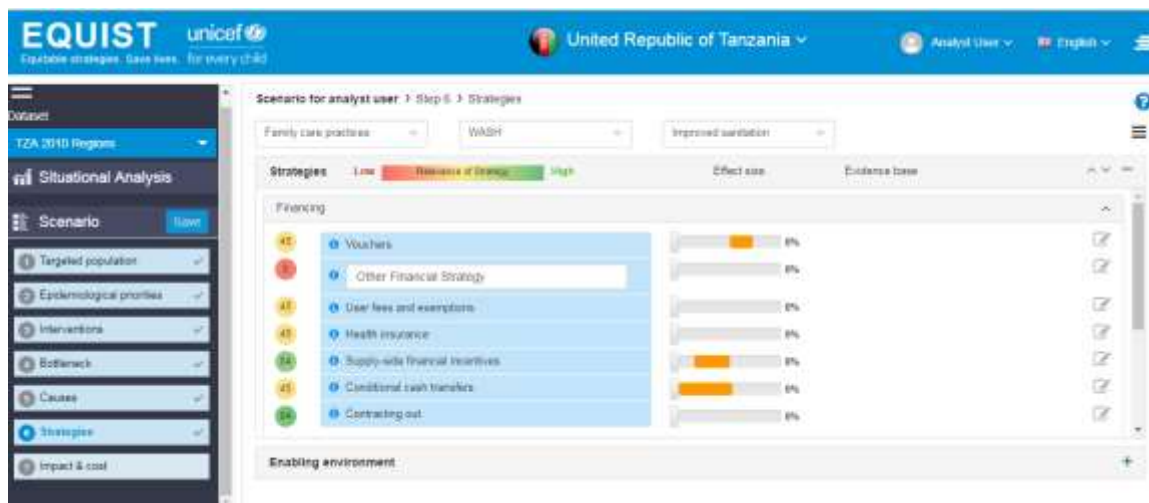 EQUIST
unicef
Equitable strategies. Save lives.
for every child
United Republic of Tanzania
Analyst User
English
Dataset
TZA 2010 Regions
Situational Analysis
Scenario
Save
Targeted population
Epidemiological priorities
Interventions
Bottleneck
Causes
Strategies
Impact & cost
Scenario for analyst user > Step 6 > Strategies
Family care practices
WASH
Improved sanitation
Strategies
Low
Relevance of Strategy
High
Effect size
Evidence base
Financing
45 Vouchers 0%
Other Financial Strategy 0%
User fees and exemptions 0%
Health insurance 0%
Supply-side financial incentives 0%
45 Conditional cash transfers 0%
Contracting out 0%
Enabling environment